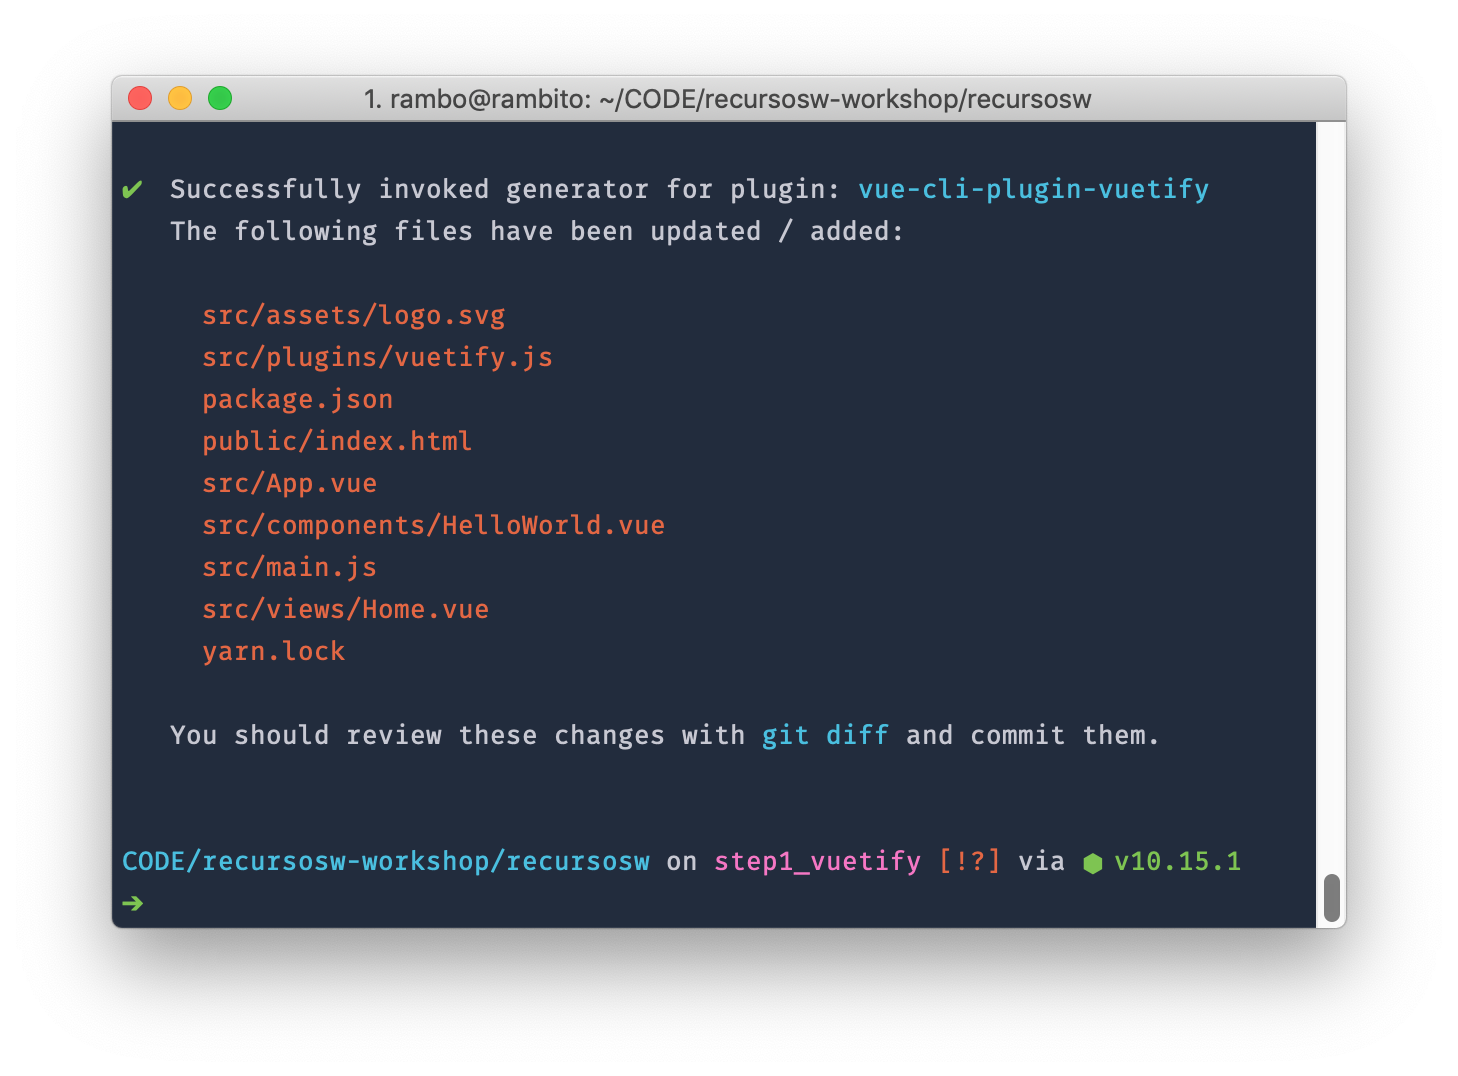 1. rambo@rambito: ~/CODE/recursosw-workshop/recursosw
✔ Successfully invoked generator for plugin: vue-cli-plugin-vuetify
The following files have been updated / added:
src/assets/logo.svg
src/plugins/vuetify.js
package.json
public/index.html
src/App.vue
src/components/HelloWorld.vue
src/main.js
src/views/Home.vue
yarn.lock
You should review these changes with git diff and commit them.
CODE/recursosw-workshop/recursosw on step1_vuetify [!?] via ⬢ v10.15.1
➔